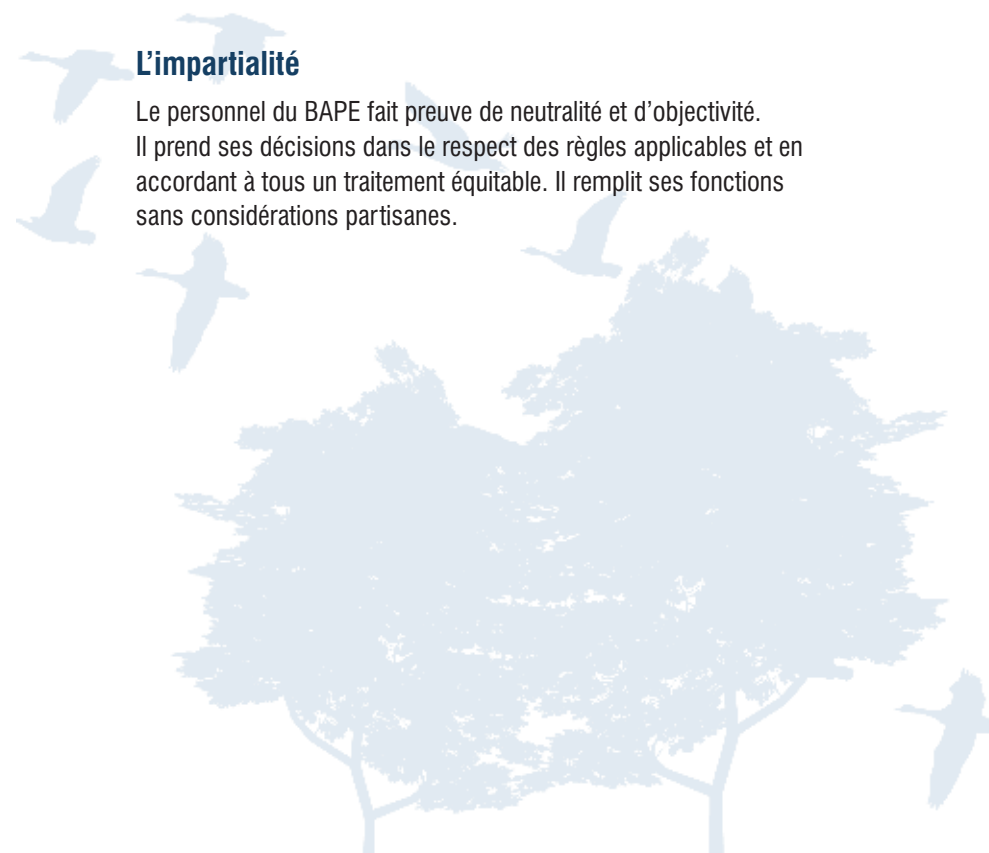 L’impartialité
Le personnel du BAPE fait preuve de neutralité et d’objectivité.
Il prend ses décisions dans le respect des règles applicables et en
accordant à tous un traitement équitable. Il remplit ses fonctions
sans considérations partisanes.